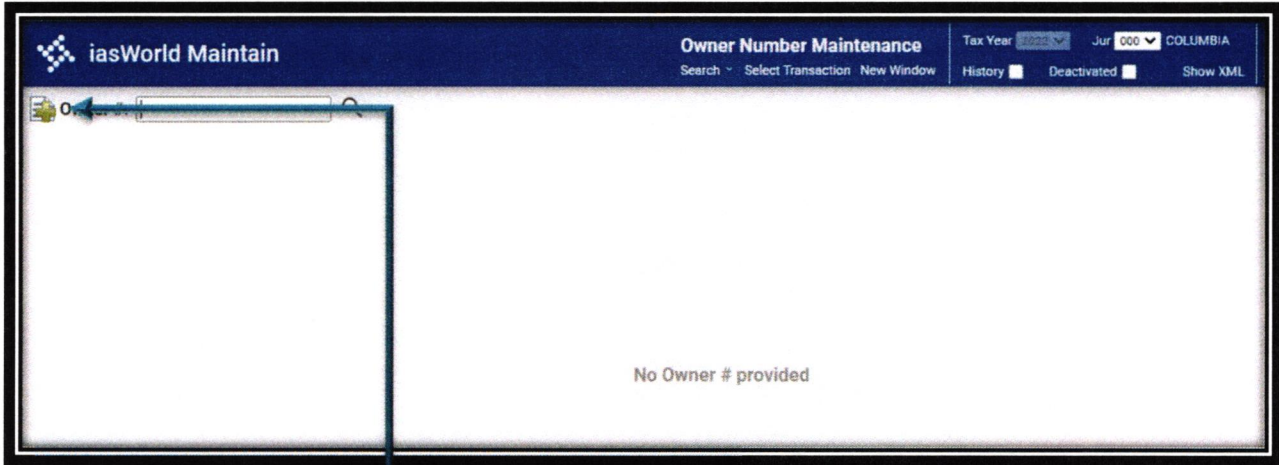 iasWorld Maintain
Owner Number Maintenance
Search Select Transaction New Window
Tax Year 2022 Jur 000 COLUMBIA
History Deactivated Show XML
No Owner # provided